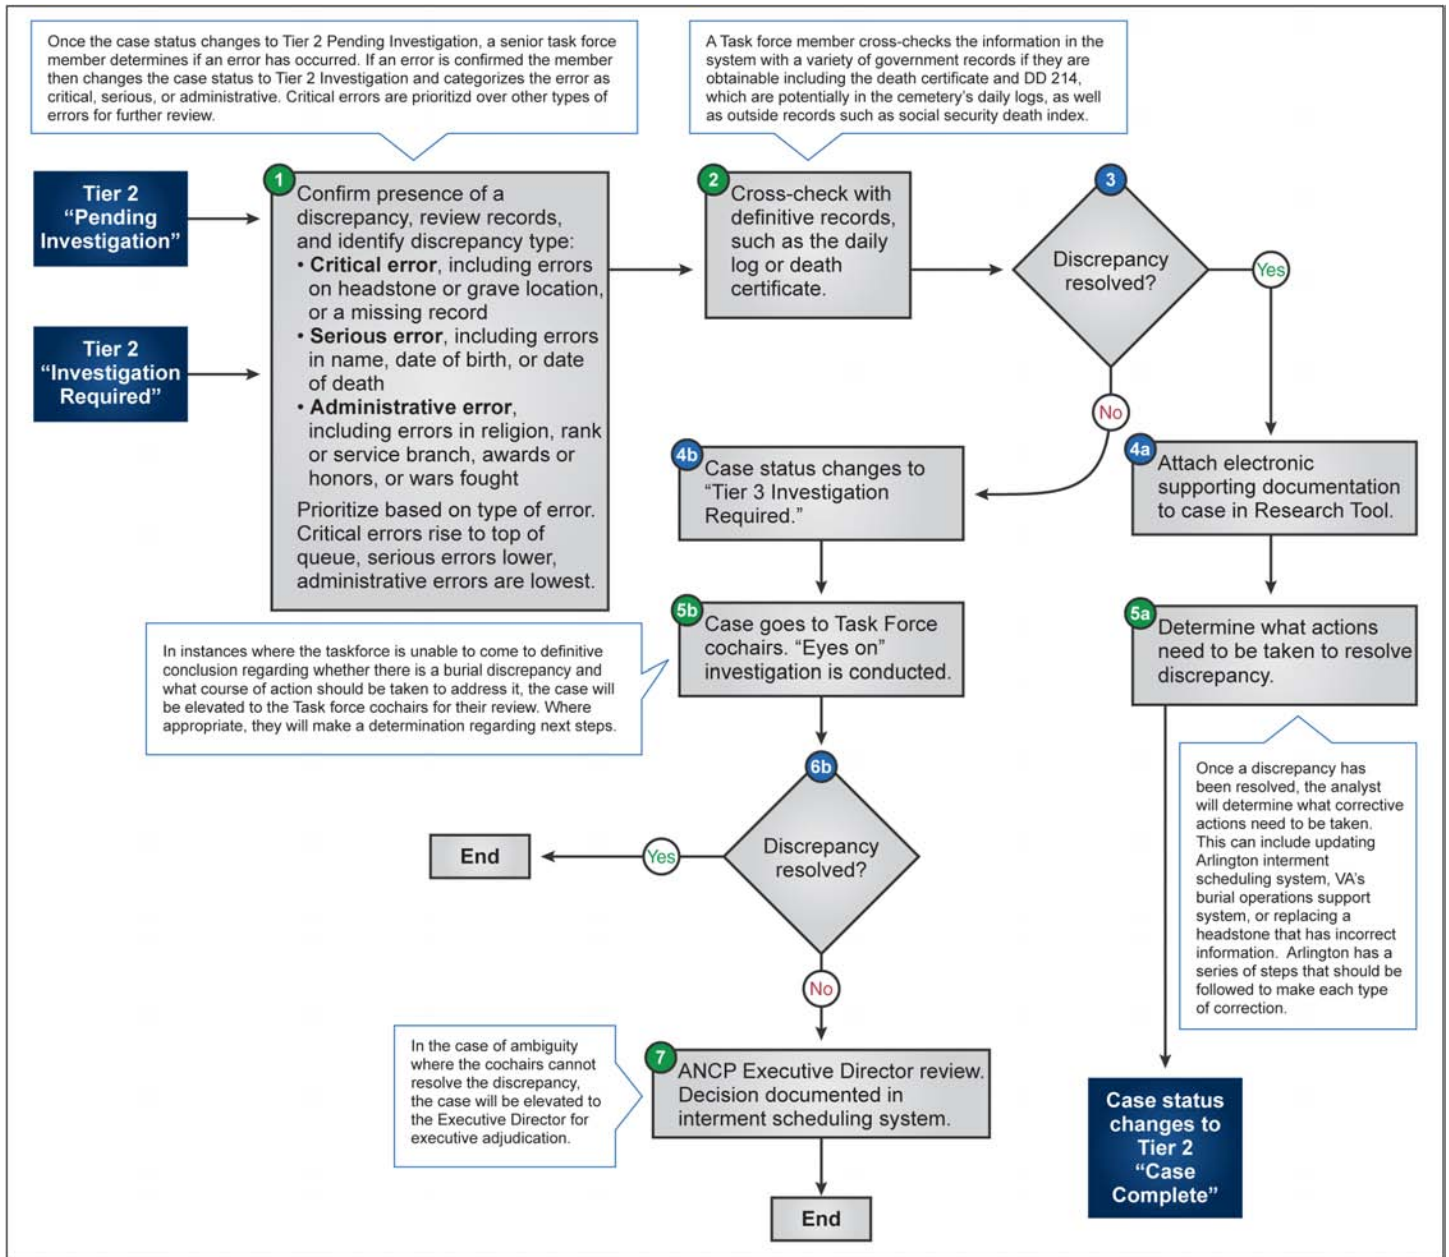 Once the case status changes to Tier 2 Pending Investigation, a senior task force
member determines if an error has occurred. If an error is confirmed the member
then changes the case status to Tier 2 Investigation and categorizes the error as
critical, serious, or administrative. Critical errors are prioritizd over other types of
errors for further review.
A Task force member cross-checks the information in the
system with a variety of government records if they are
obtainable including the death certificate and DD 214,
which are potentially in the cemetery's daily logs, as well
as outside records such as social security death index.
Tier 2
“Pending
Investigation”
Tier 2
“Investigation
Required”
1
Confirm presence of a
discrepancy, review records,
and identify discrepancy type:
• Critical error, including errors
on headstone or grave location,
or a missing record
• Serious error, including errors
in name, date of birth, or date
of death
• Administrative error,
including errors in religion, rank
or service branch, awards or
honors, or wars fought
Prioritize based on type of error.
Critical errors rise to top of
queue, serious errors lower,
administrative errors are lowest.
2
Cross-check with
definitive records,
such as the daily
log or death
certificate.
3
Discrepancy
resolved?
Yes
No
4a
Attach electronic
supporting documentation
to case in Research Tool.
4b
Case status changes to
“Tier 3 Investigation
Required.”
5a
Determine what actions
need to be taken to resolve
discrepancy.
5b
Case goes to Task Force
cochairs. “Eyes on”
investigation is conducted.
In instances where the taskforce is unable to come to definitive
conclusion regarding whether there is a burial discrepancy and
what course of action should be taken to address it, the case will
be elevated to the Task force cochairs for their review. Where
appropriate, they will make a determination regarding next steps.
Once a discrepancy has
been resolved, the analyst
will determine what corrective
actions need to be taken.
This can include updating
Arlington interment
scheduling system, VA's
burial operations support
system, or replacing a
headstone that has incorrect
information. Arlington has a
series of steps that should be
followed to make each type
of correction.
6b
Discrepancy
resolved?
Yes
End
No
In the case of ambiguity
where the cochairs cannot
resolve the discrepancy,
the case will be elevated to
the Executive Director for
executive adjudication.
7
ANCP Executive Director review.
Decision documented in
interment scheduling system.
End
Case status
changes to
Tier 2
“Case
Complete”